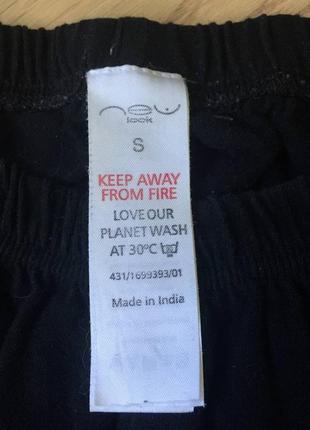 new
look
S
KEEP AWAY
FROM FIRE
LOVE OUR
PLANET WASH
AT 30°C
431/1699393/01
Made in India